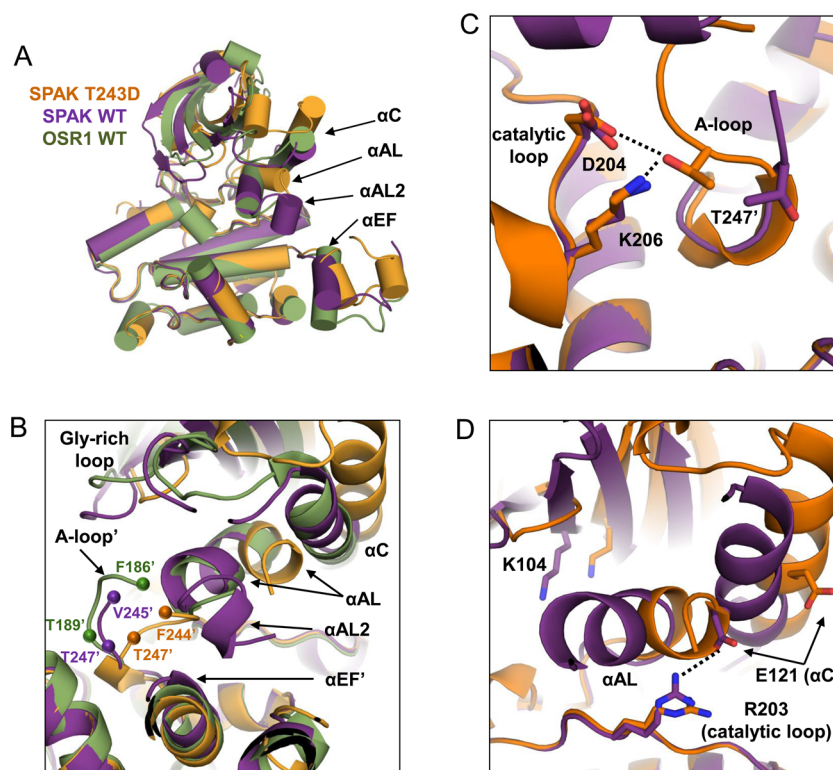 A
SPAK T243D
SPAK WT
OSR1 WT
αC
αAL
αAL2
αEF
B
Gly-rich
loop
A-loop’
F186’
V245’
T189’
T247’
F244’
T247’
αC
αAL
αAL2
αEF’
C
catalytic
loop
D204
A-loop
K206
T247’
D
K104
αAL
E121 (αC
R203
(catalytic loop)